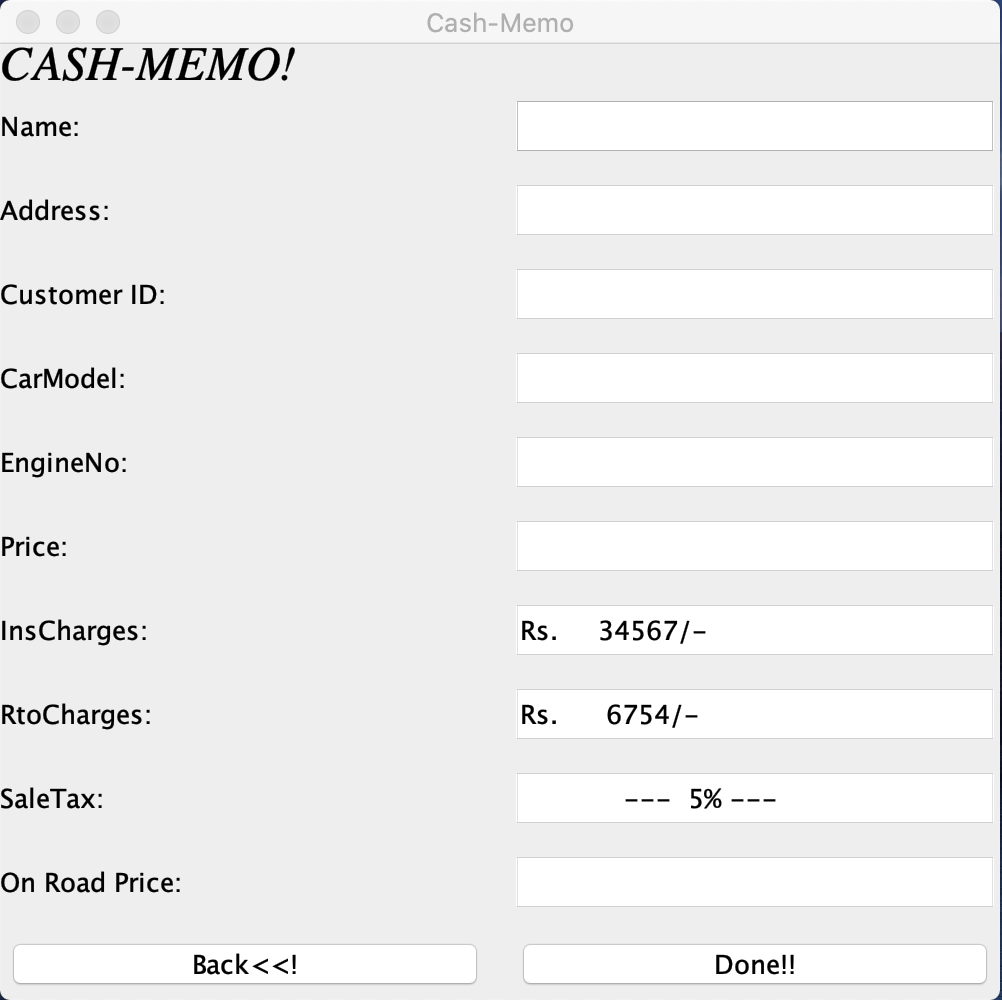 Cash-Memo
CASH-MEMO!
Name:
Address:
Customer ID:
CarModel:
EngineNo:
Price:
InsCharges: Rs. 34567/-
RtoCharges: Rs. 6754/-
SaleTax: --- 5% ---
On Road Price:
Back<<! Done!!